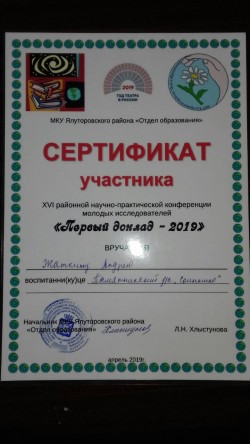 2019
ГОД ТЕАТРА
В РОССИИ
МКУ Ялуторовского района «Отдел образования»
СЕРТИФИКАТ
участника
XVI районной научно-практической конференции
молодых исследователей
«Первый доклад - 2019»
ВРУЧАЕТСЯ
Андрей
воспитанни(ку)це
Начальник МКУ Ялуторовского района
«Отдел образования»
Л.Н. Хлыстунова
апрель 2019г.